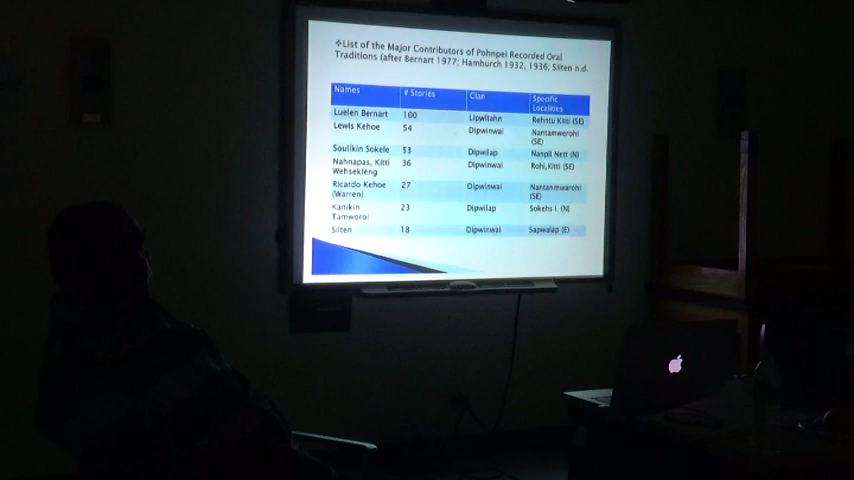 ❖List of the Major Contributors of Pohnpei Recorded Oral
Traditions (after Bernart 1977; Hamburch 1932, 1936; Silten n.d.
Names # Stories Clan Specific
Localities
Luelen Bernart 100 Lipwitahn Rehntu Kitti (SE)
Lewis Kehoe 54 Dipwinwai Nantamwerohi
(SE)
Soulikin Sokele 53 Dipwilap Nanpil Nett (N)
Nahnapas, Kitti 36 Dipwinwai Rohi,Kitti (SE)
Wehsekleng
Ricardo Kehoe 27 Dipwinwai Nantanmwarohi
(Warren) (SE)
Kanikin 23 Dipwilap Sokehs I. (N)
Tamworoi
Silten 18 Dipwinwai Sapwalap (E)